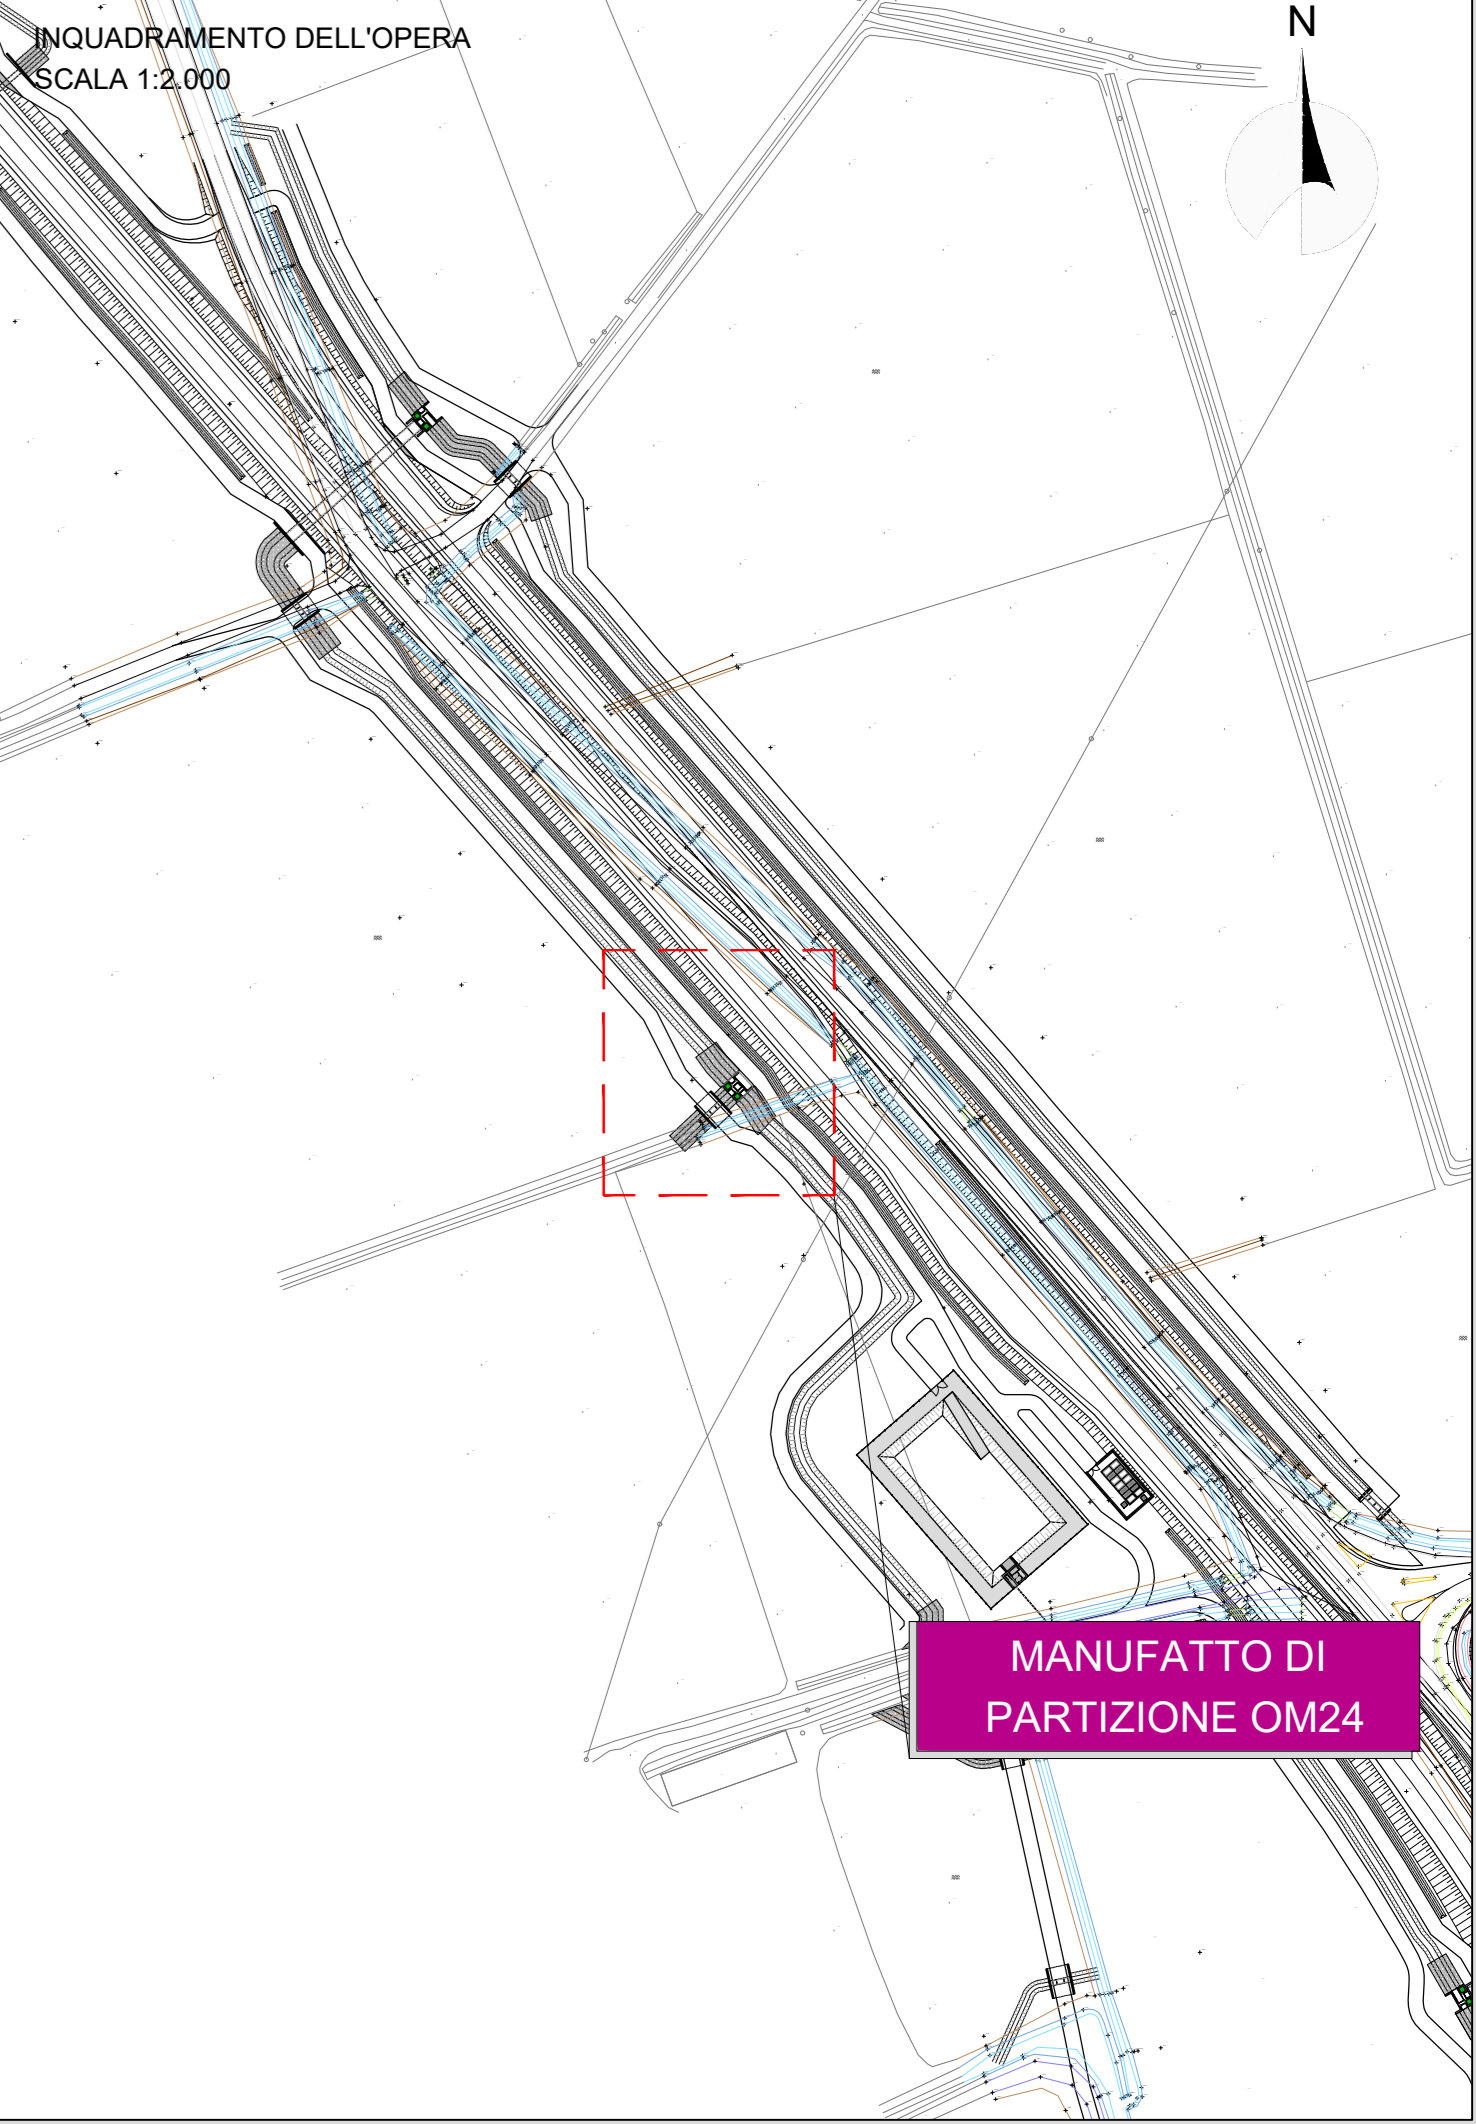 INQUADRAMENTO DELL'OPERA
SCALA 1:2.000
N
MANUFATTO DI
PARTIZIONE OM24